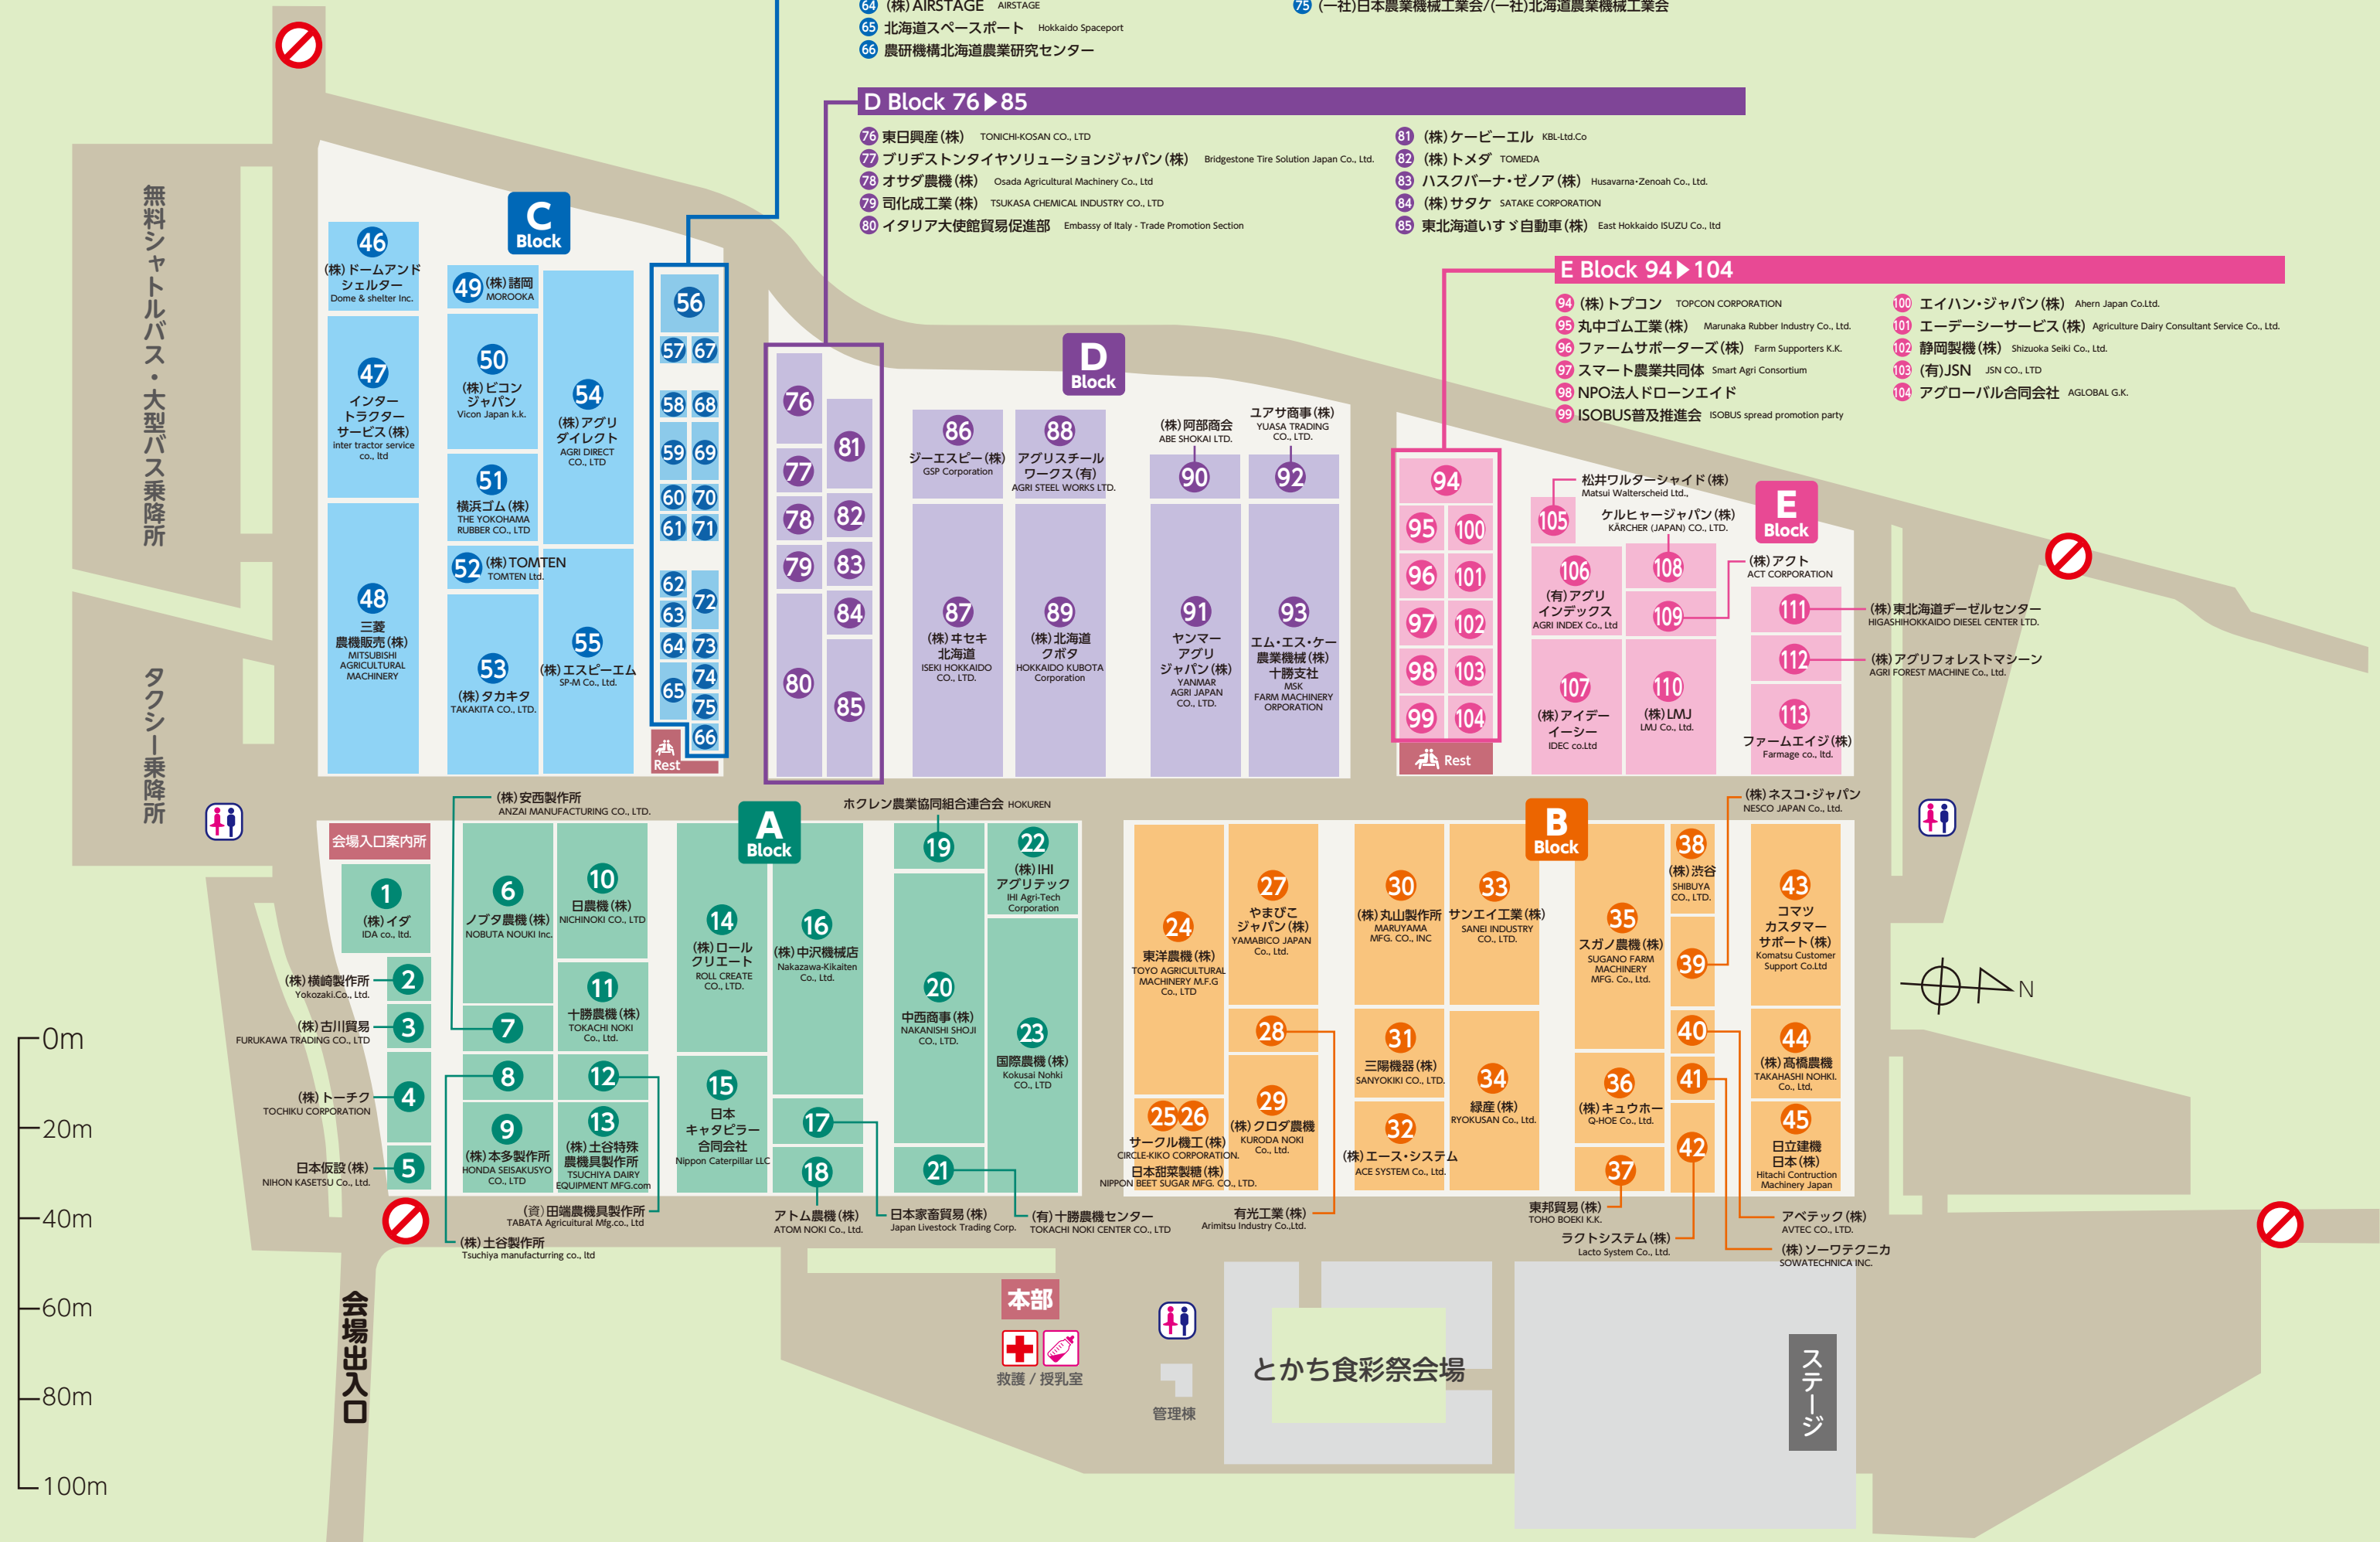 64 (株)AIRSTAGE AIRSTAGE
65 北海道スペースポート Hokkaido Spaceport
66 農研機構北海道農業研究センター
75 (一社)日本農業機械工業会/(一社)北海道農業機械工業会
D Block 76▶85
76 東日興産(株) TONICHI-KOSAN CO., LTD
77 ブリヂストンタイヤソリューションジャパン(株) Bridgestone Tire Solution Japan Co., Ltd.
78 オサダ農機(株) Osada Agricultural Machinery Co., Ltd
79 司化成工業(株) TSUKASA CHEMICAL INDUSTRY CO., LTD
80 イタリア大使館貿易促進部 Embassy of Italy - Trade Promotion Section
81 (株)ケービーエル KBL-Ltd.Co
82 (株)トメダ TOMEDA
83 ハスクバーナ・ゼノア(株) Husavarna・Zenoah Co., Ltd.
84 (株)サタケ SATAKE CORPORATION
85 東北海道いすゞ自動車(株) East Hokkaido ISUZU Co., ltd
E Block 94▶104
94 (株)トプコン TOPCON CORPORATION
95 丸中ゴム工業(株) Marunaka Rubber Industry Co., Ltd.
96 ファームサポーターズ(株) Farm Supporters K.K.
97 スマート農業共同体 Smart Agri Consortium
98 NPO法人ドローンエイド
99 ISOBUS普及推進会 ISOBUS spread promotion party
100 エイハン・ジャパン(株) Ahern Japan Co.Ltd.
101 エーデーシーサービス(株) Agriculture Dairy Consultant Service Co., Ltd.
102 静岡製機(株) Shizuoka Seiki Co., Ltd.
103 (有)JSN JSN CO., LTD
104 アグローバル合同会社 AGLOBAL G.K.
無料シャトルバス・大型バス乗降所
タクシー乗降所
C
Block
46
(株)ドームアンド
シェルター
Dome & shelter Inc.
47
インター
トラクター
サービス(株)
inter tractor service
co., ltd
48
三菱
農機販売(株)
MITSUBISHI
AGRICULTURAL
MACHINERY
49 (株)諸岡
MOROOKA
50
(株)ビコン
ジャパン
Vicon Japan k.k.
51
横浜ゴム(株)
THE YOKOHAMA
RUBBER CO., LTD
52 (株)TOMTEN
TOMTEN Ltd.
53
(株)タカキタ
TAKAKITA CO., LTD.
54
(株)アグリ
ダイレクト
AGRI DIRECT
CO., LTD
55
(株)エスピーエム
SP-M Co., Ltd.
56
57 67
58 68
59 69
60 70
61 71
62
72
63
64 73
74
65
75
66
Rest
D
Block
76
81
77
78 82
79 83
84
80
85
86
ジーエスピー(株)
GSP Corporation
87
(株)ヰセキ
北海道
ISEKI HOKKAIDO
CO., LTD.
88
アグリスチール
ワークス(有)
AGRI STEEL WORKS LTD.
89
(株)北海道
クボタ
HOKKAIDO KUBOTA
Corporation
(株)阿部商会
ABE SHOKAI LTD.
90
91
ヤンマー
アグリ
ジャパン(株)
YANMAR
AGRI JAPAN
CO., LTD.
ユアサ商事(株)
YUASA TRADING
CO., LTD.
92
93
エム・エス・ケー
農業機械(株)
十勝支社
MSK
FARM MACHINERY
ORPORATION
94
95 100
96 101
97 102
98 103
99 104
Rest
E
Block
松井ワルターシャイド(株)
Matsui Walterscheid Ltd.,
105
ケルヒャージャパン(株)
KÄRCHER (JAPAN) CO., LTD.
108
(株)アクト
ACT CORPORATION
109
106
(有)アグリ
インデックス
AGRI INDEX Co., Ltd
107
(株)アイデー
イーシー
IDEC co.Ltd
110
(株)LMJ
LMJ Co., Ltd.
111
(株)東北海道ヂーゼルセンター
HIGASHIHOKKAIDO DIESEL CENTER LTD.
112
(株)アグリフォレストマシーン
AGRI FOREST MACHINE Co., Ltd.
113
ファームエイジ(株)
Farmage co., ltd.
A
Block
会場入口案内所
1
(株)イダ
IDA co., ltd.
2
(株)横崎製作所
Yokozaki.Co., Ltd.
3
(株)古川貿易
FURUKAWA TRADING CO., LTD
4
(株)トーチク
TOCHIKU CORPORATION
5
日本仮設(株)
NIHON KASETSU Co., Ltd.
(株)安西製作所
ANZAI MANUFACTURING CO., LTD.
6
ノブタ農機(株)
NOBUTA NOUKI Inc.
7
8
9
(株)本多製作所
HONDA SEISAKUSYO
CO., LTD
10
日農機(株)
NICHINOKI CO., LTD
11
十勝農機(株)
TOKACHI NOKI
Co., Ltd.
12
13
(株)土谷特殊
農機具製作所
TSUCHIYA DAIRY
EQUIPMENT MFG.com
(資)田端農機具製作所
TABATA Agricultural Mfg.co., Ltd
(株)土谷製作所
Tsuchiya manufacturring co., ltd
14
(株)ロール
クリエート
ROLL CREATE
CO., LTD.
15
日本
キャタピラー
合同会社
Nippon Caterpillar LLC
16
(株)中沢機械店
Nakazawa-Kikaiten
Co., Ltd.
17
18
アトム農機(株)
ATOM NOKI Co., Ltd.
日本家畜貿易(株)
Japan Livestock Trading Corp.
ホクレン農業協同組合連合会 HOKUREN
19
20
中西商事(株)
NAKANISHI SHOJI
CO., LTD.
21
(有)十勝農機センター
TOKACHI NOKI CENTER CO., LTD
22
(株)IHI
アグリテック
IHI Agri-Tech
Corporation
23
国際農機(株)
Kokusai Nohki
CO., LTD
B
Block
24
東洋農機(株)
TOYO AGRICULTURAL
MACHINERY M.F.G
Co., LTD
25 26
サークル機工(株)
CIRCLE-KIKO CORPORATION.
日本甜菜製糖(株)
NIPPON BEET SUGAR MFG. CO., LTD.
27
やまびこ
ジャパン(株)
YAMABICO JAPAN
Co., Ltd.
28
29
(株)クロダ農機
KURODA NOKI
Co., Ltd.
有光工業(株)
Arimitsu Industry Co.,Ltd.
30
(株)丸山製作所
MARUYAMA
MFG. CO., INC
31
三陽機器(株)
SANYOKIKI CO., LTD.
32
(株)エース・システム
ACE SYSTEM Co., Ltd.
33
サンエイ工業(株)
SANEI INDUSTRY
CO., LTD.
34
緑産(株)
RYOKUSAN Co., Ltd.
35
スガノ農機(株)
SUGANO FARM
MACHINERY
MFG. Co., Ltd.
36
(株)キュウホー
Q-HOE Co., Ltd.
37
東邦貿易(株)
TOHO BOEKI K.K.
38
(株)渋谷
SHIBUYA
CO., LTD.
(株)ネスコ・ジャパン
NESCO JAPAN Co., Ltd.
39
40
41
42
ラクトシステム(株)
Lacto System Co., Ltd.
アベテック(株)
AVTEC CO., LTD.
(株)ソーワテクニカ
SOWATECHNICA INC.
43
コマツ
カスタマー
サポート(株)
Komatsu Customer
Support Co.Ltd
44
(株)髙橋農機
TAKAHASHI NOHKI.
Co., Ltd,
45
日立建機
日本(株)
Hitachi Contruction
Machinery Japan
N
0m
20m
40m
60m
80m
100m
会場出入口
本部
救護 / 授乳室
管理棟
とかち食彩祭会場
ステージ